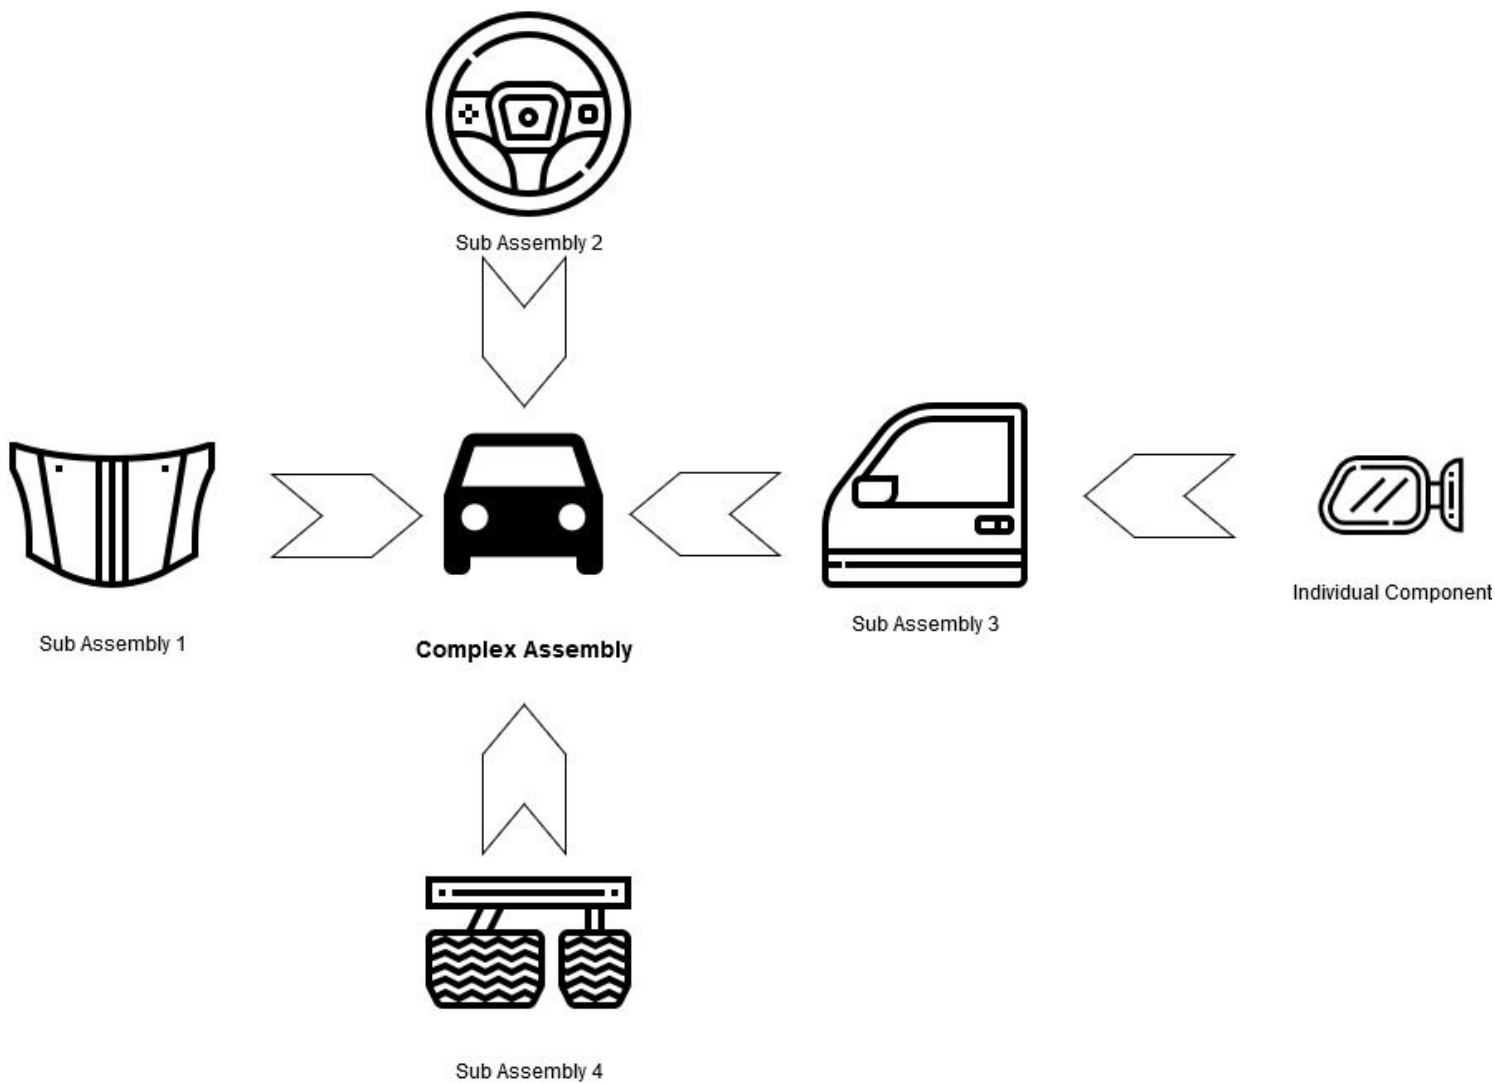 Sub Assembly 2
Individual Component
Sub Assembly 3
Sub Assembly 1
Complex Assembly
Sub Assembly 4